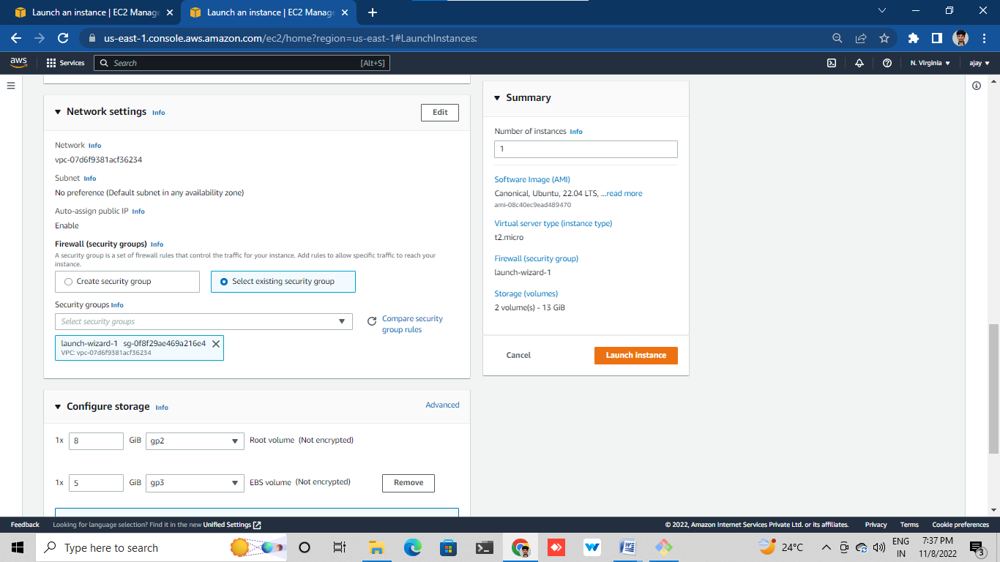 Launch an instance | EC2 Manage
Launch an instance | EC2 Manage
us-east-1.console.aws.amazon.com/ec2/home?region=us-east-1#LaunchInstances:
aws
Services
Search
[Alt+S]
N. Virginia
ajay
Network settings Info
Edit
Network Info
vpc-07d6f9381acf36234
Subnet Info
No preference (Default subnet in any availability zone)
Auto-assign public IP Info
Enable
Firewall (security groups) Info
A security group is a set of firewall rules that control the traffic for your instance. Add rules to allow specific traffic to reach your
instance.
Create security group
Select existing security group
Security groups Info
Select security groups
Compare security
group rules
launch-wizard-1 sg-0f8f29ae469a216e4
VPC: vpc-07d6f9381acf36234
Configure storage Info
Advanced
1x 8 GiB gp2 Root volume (Not encrypted)
1x 5 GiB gp3 EBS volume (Not encrypted)
Remove
Summary
Number of instances Info
1
Software Image (AMI)
Canonical, Ubuntu, 22.04 LTS, ...read more
ami-08c40ec9ead489470
Virtual server type (instance type)
t2.micro
Firewall (security group)
launch-wizard-1
Storage (volumes)
2 volume(s) - 13 GiB
Cancel
Launch instance
Feedback
Looking for language selection? Find it in the new Unified Settings
© 2022, Amazon Internet Services Private Ltd. or its affiliates.
Privacy
Terms
Cookie preferences
Type here to search
24°C
ENG
IN
7:37 PM
11/8/2022
3